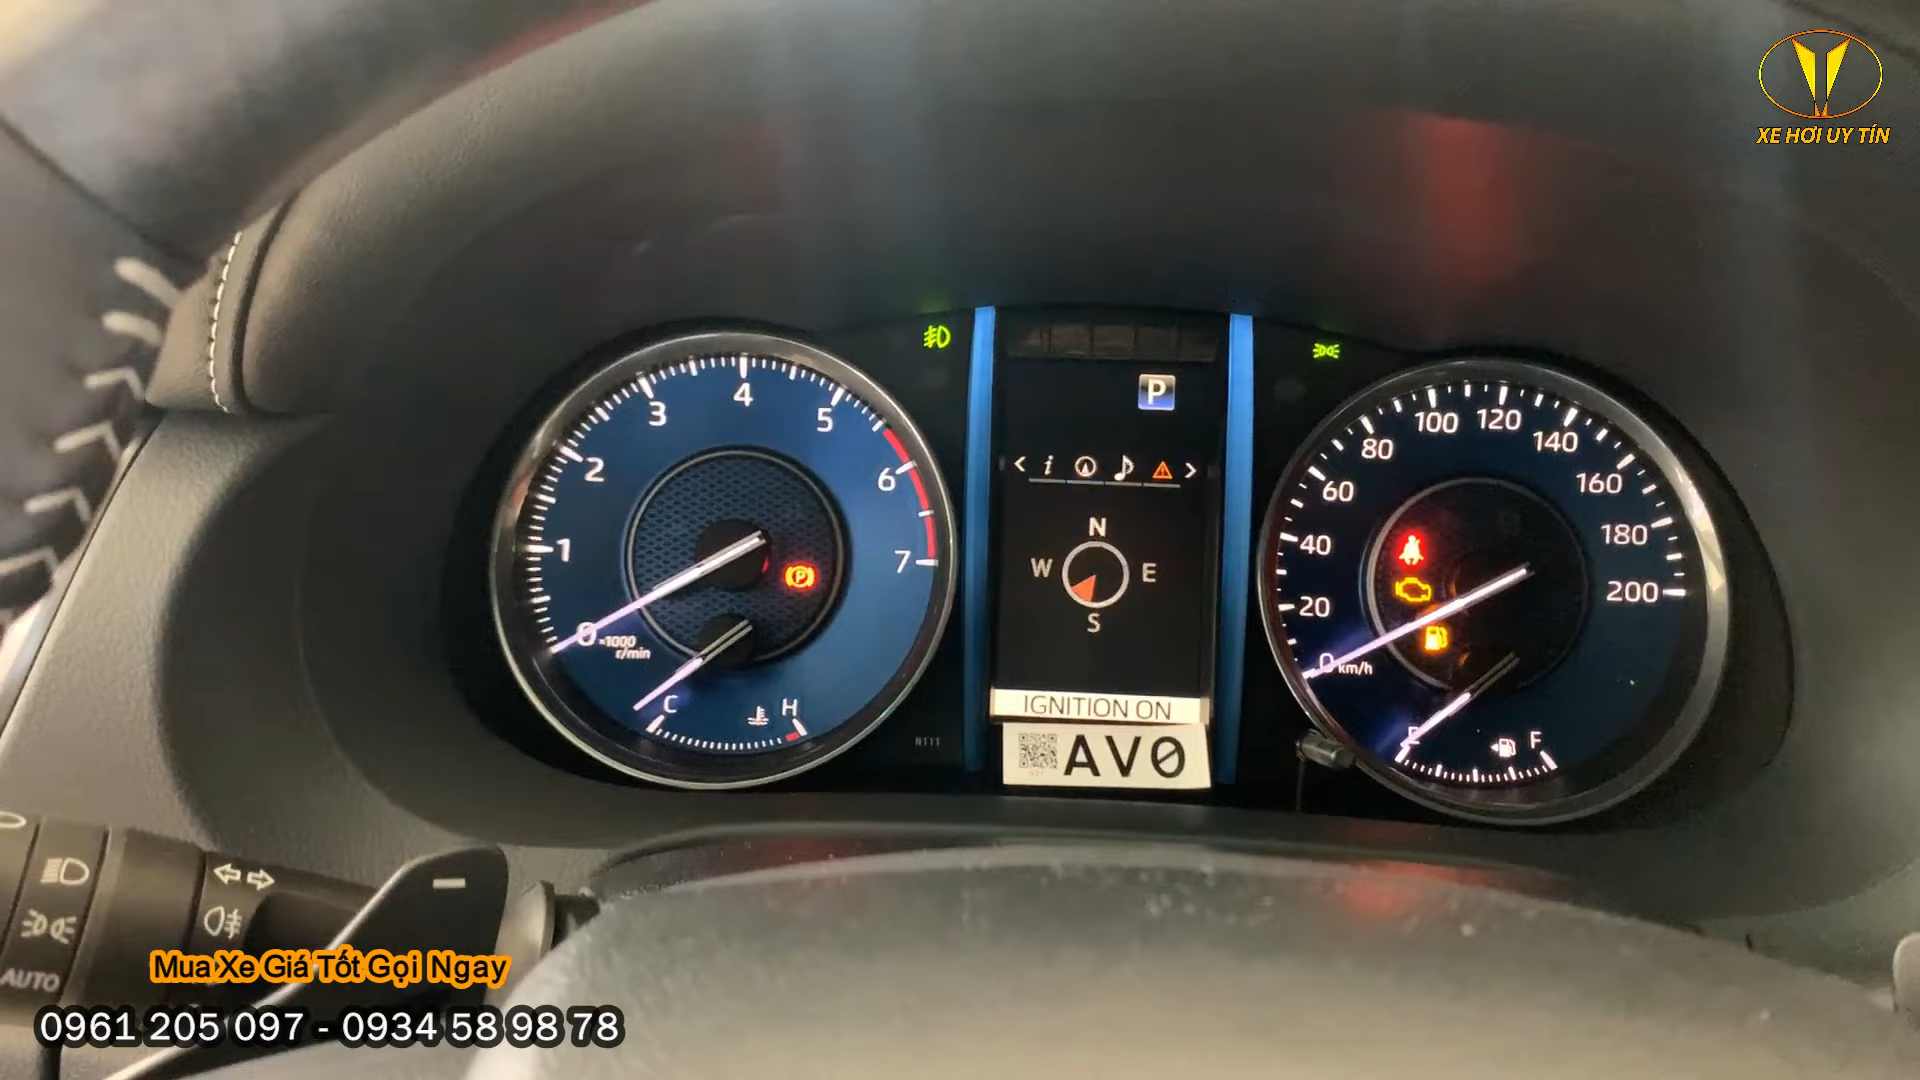 XE HƠI UY TÍN
P
< i >
N
W E
S
IGNITION ON
AV0
0 1 2 3 4 5 6 7
×1000
r/min
P
C H
0 20 40 60 80 100 120 140 160 180 200
km/h
E F
AUTO
Mua Xe Giá Tốt Gọi Ngay
0961 205 097 - 0934 58 98 78